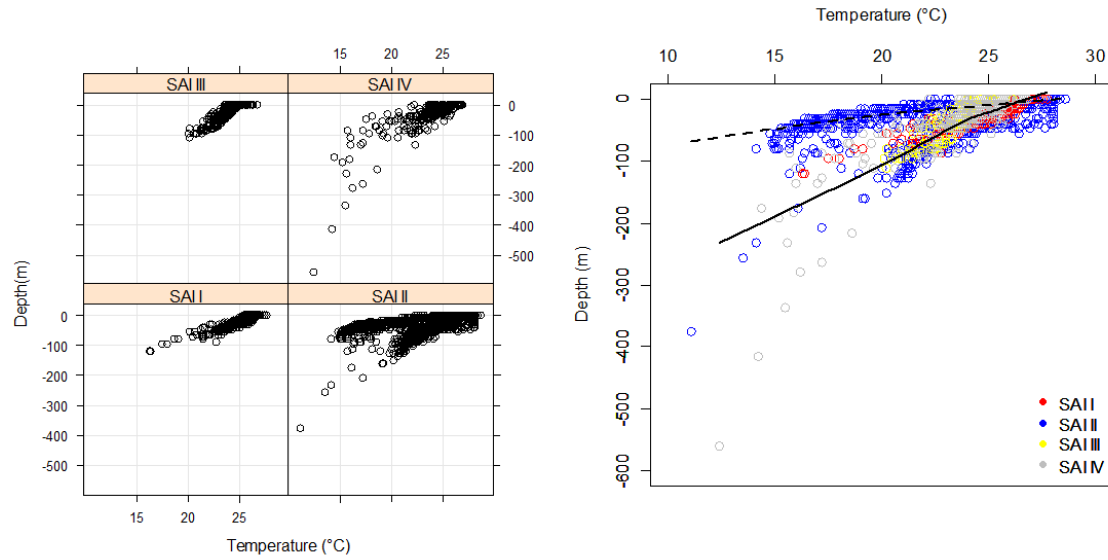 15 20 25
SAI III SAI IV
0
-100
-200
-300
-400
-500
SAI I SAI II
0
-100
-200
-300
-400
-500
15 20 25
Depth(m)
Temperature (°C)
Temperature (°C)
10 15 20 25 30
0
-100
-200
-300
-400
-500
-600
Depth (m)
SAI I
SAI II
SAI III
SAI IV